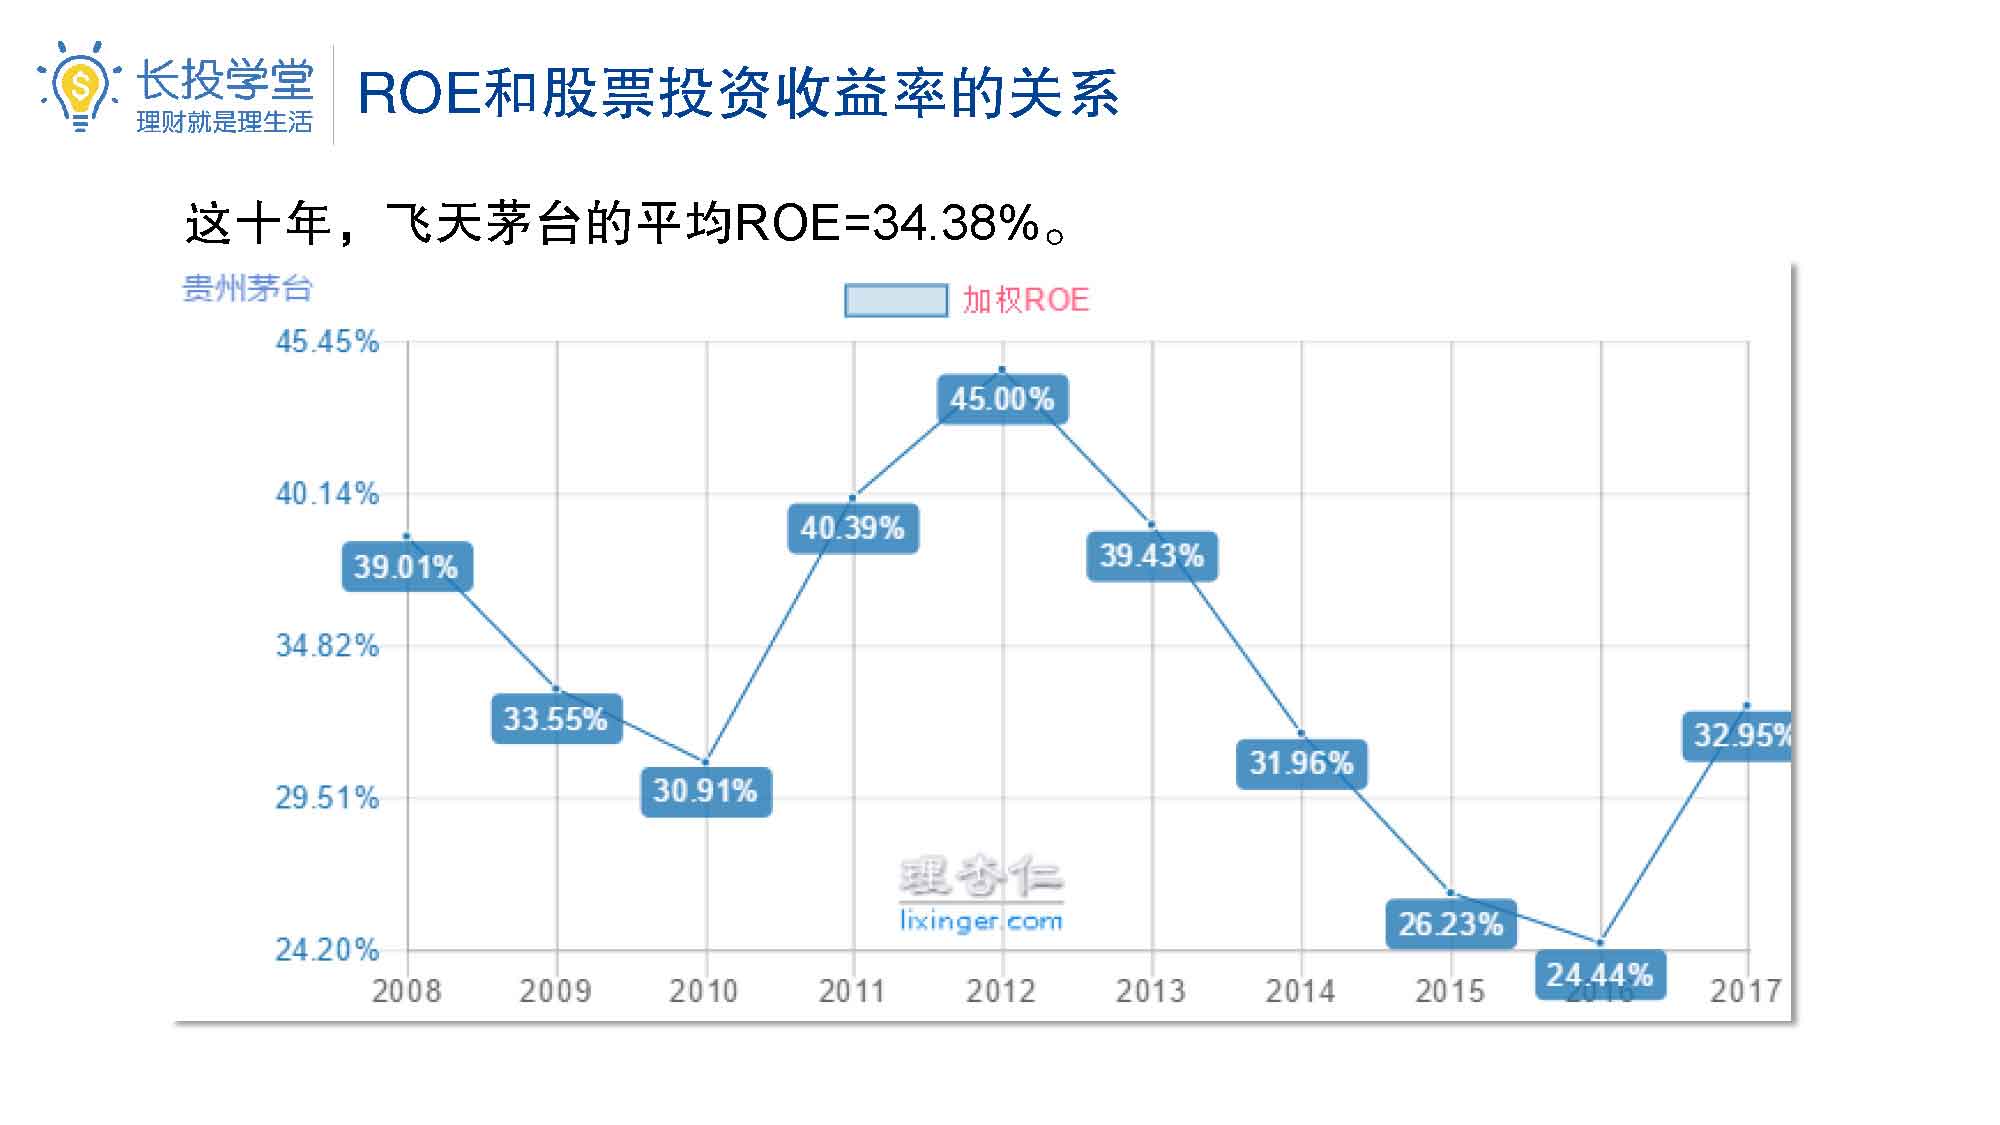 长投学堂
理财就是理生活
ROE和股票投资收益率的关系
这十年，飞天茅台的平均ROE=34.38%。
贵州茅台
加权ROE
45.45%
40.14%
34.82%
29.51%
24.20%
39.01%
33.55%
30.91%
40.39%
45.00%
39.43%
31.96%
26.23%
24.44%
32.95%
理杏仁
lixinger.com
2008 2009 2010 2011 2012 2013 2014 2015 2016 2017